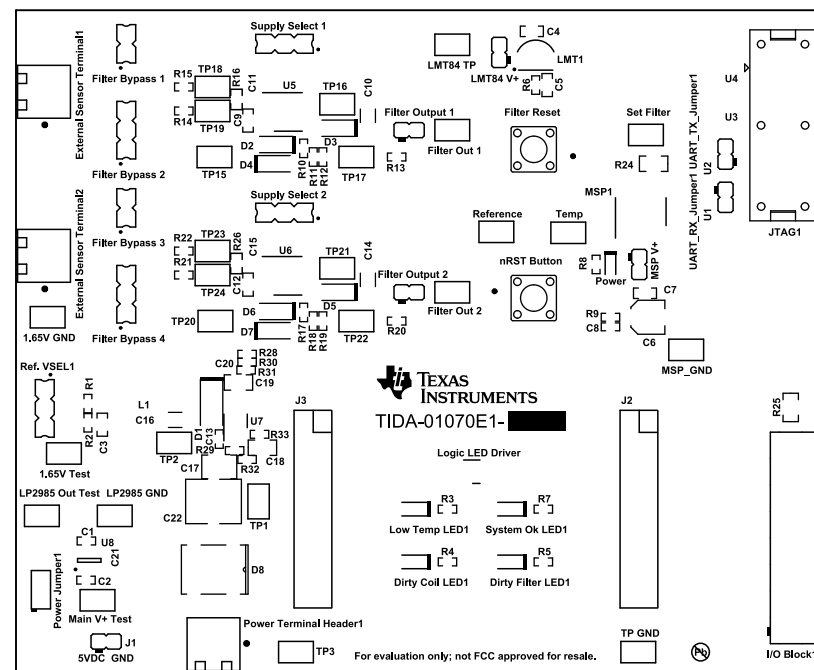 Supply Select 1
C4
LMT84 TP
LMT84 V+
LMT1
R6
C5
External Sensor Terminal1
Filter Bypass 1
R15
TP18
R16
C11
U5
TP16
C10
R14
TP19
C9
Filter Output 1
Filter Reset
Set Filter
U4
U3
UART_TX_Jumper1
D2
D3
D4
TP15
R10
R11
R12
TP17
R13
Filter Out 1
R24
U2
Filter Bypass 2
Supply Select 2
MSP1
UART_RX_Jumper1
U1
JTAG1
External Sensor Terminal2
Filter Bypass 3
Reference
Temp
R22
TP23
R26
C15
U6
TP21
C14
R21
TP24
C12
Filter Output 2
nRST Button
R8
Power
MSP V+
D6
D5
D7
TP20
R17
R18
R19
TP22
R20
Filter Out 2
C7
R9
C8
C6
1.65V GND
Filter Bypass 4
MSP_GND
Ref. VSEL1
R1
R28
C20
R30
R31
C19
TEXAS
INSTRUMENTS
TIDA-01070E1-
L1
C16
J3
J2
R25
R2
C3
D1
C13
U7
R33
TP2
R29
C18
1.65V Test
C17
R32
Logic LED Driver
LP2985 Out Test
LP2985 GND
C22
TP1
R3
R7
Low Temp LED1
System Ok LED1
C1
U8
C21
Power Jumper1
C2
D8
R4
R5
Dirty Coil LED1
Dirty Filter LED1
Main V+ Test
J1
5VDC GND
Power Terminal Header1
TP3
For evaluation only; not FCC approved for resale.
TP GND
Pb
I/O Block1